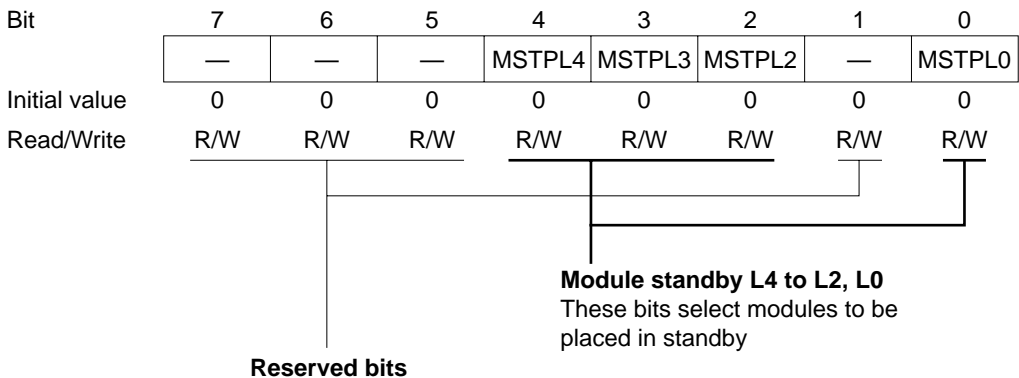 Bit 7 6 5 4 3 2 1 0
— — — MSTPL4 MSTPL3 MSTPL2 — MSTPL0
Initial value 0 0 0 0 0 0 0 0
Read/Write R/W R/W R/W R/W R/W R/W R/W R/W
Module standby L4 to L2, L0
These bits select modules to be
placed in standby
Reserved bits